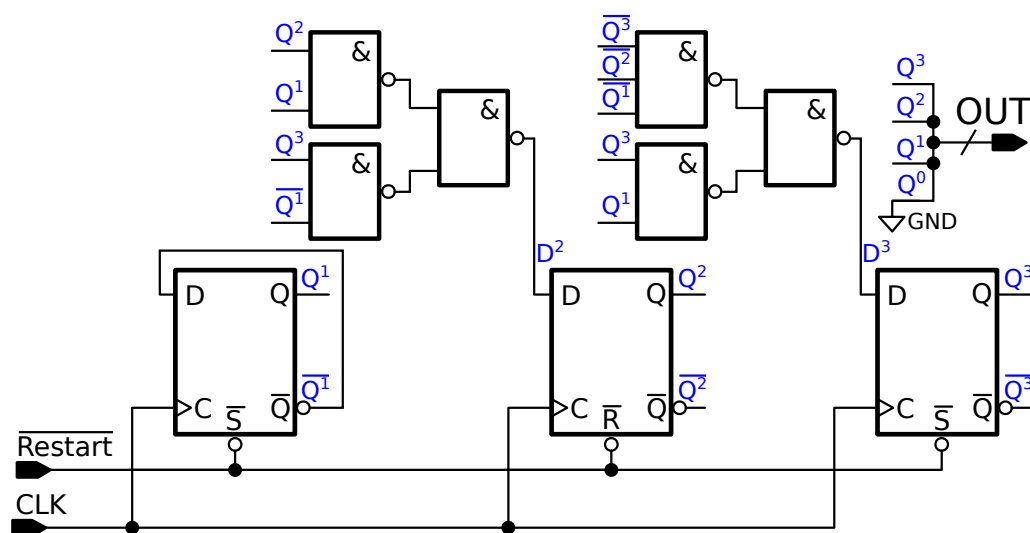 Q² & Q¹ &
Q³ & Q̅¹̅
Q̅³̅ Q̅²̅ Q̅¹̅ & &
Q³ & Q¹
Q³
Q² OUT
Q¹
Q⁰
GND
Q¹ D² Q² D³ Q³
D Q D Q D Q
Q̅¹̅ Q̅²̅ Q̅³̅
C S̅ Q̅ C R̅ Q̅ C S̅ Q̅
R̅e̅s̅t̅a̅r̅t̅
CLK